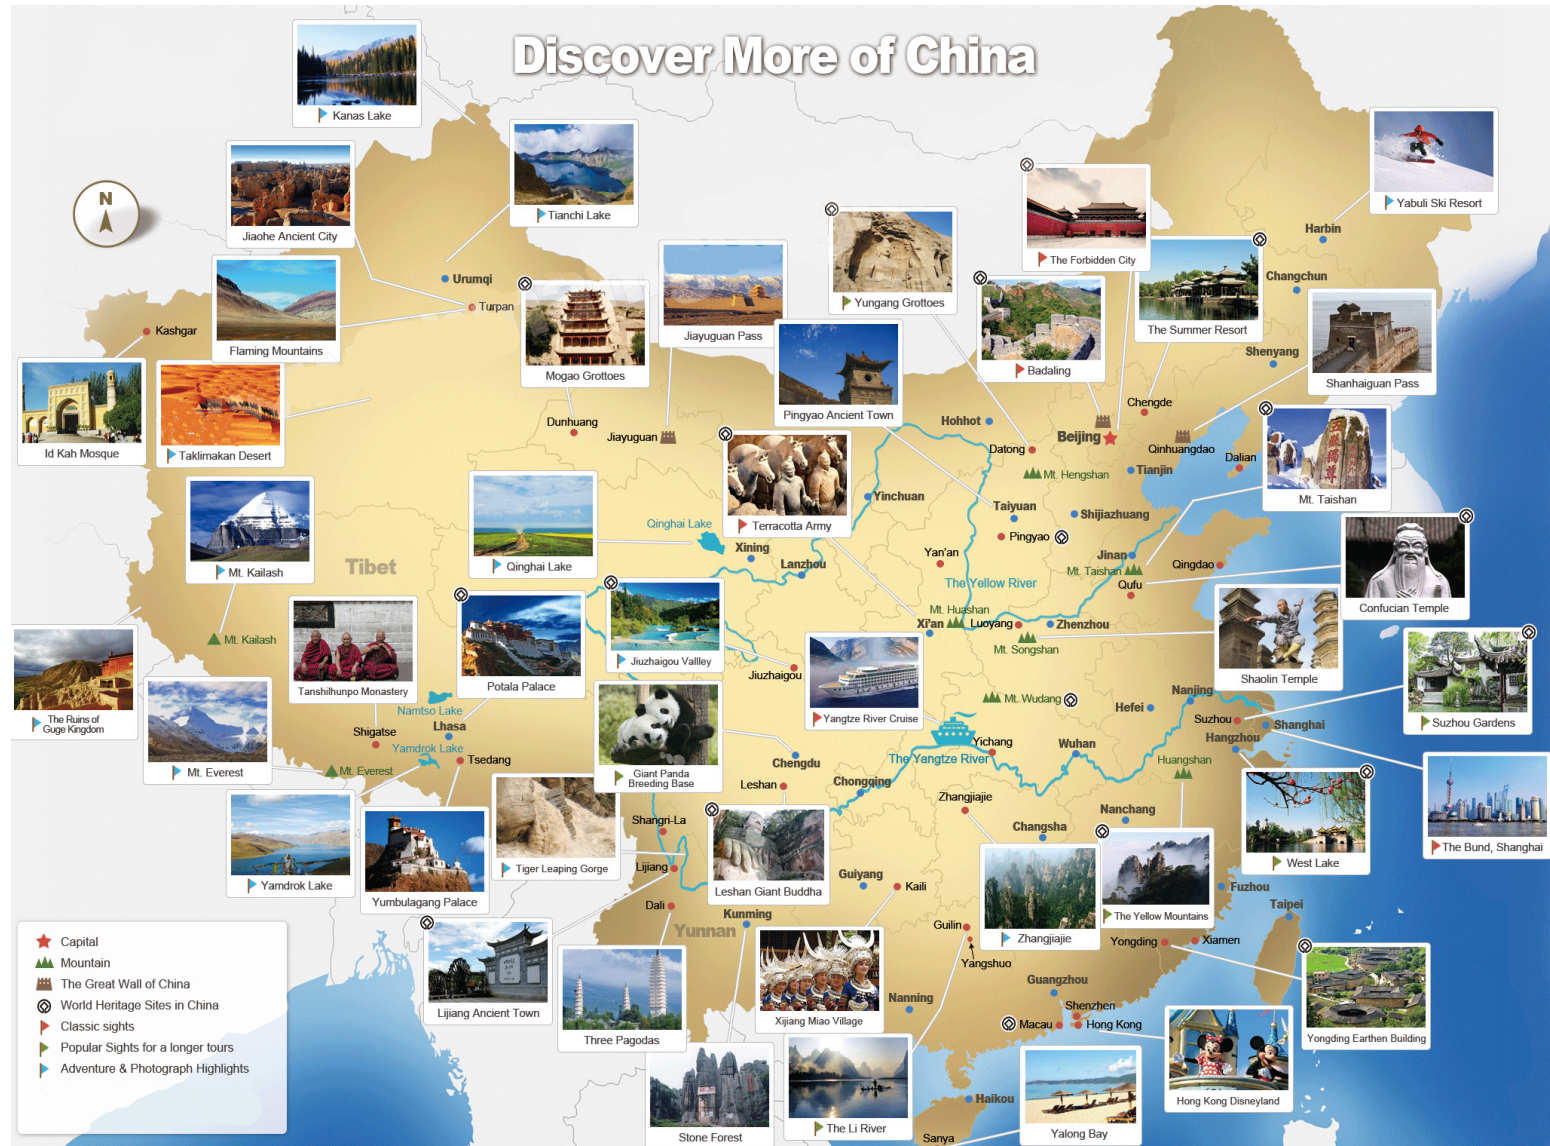 Discover More of China
Kanas Lake
Tianchi Lake
Jiaohe Ancient City
N
Yabuli Ski Resort
Harbin
The Forbidden City
Changchun
Urumqi
Turpan
Yungang Grottoes
The Summer Resort
Kashgar
Flaming Mountains
Jiayuguan Pass
Mogao Grottoes
Badaling
Shenyang
Shanhaiguan Pass
Pingyao Ancient Town
Id Kah Mosque
Taklimakan Desert
Dunhuang
Jiayuguan
Hohhot
Datong
Beijing
Chengde
Qinhuangdao
Dalian
Tianjin
Mt. Hengshan
五嶽獨尊
Mt. Taishan
Yinchuan
Taiyuan
Shijiazhuang
Terracotta Army
Qinghai Lake
Xining
Lanzhou
Pingyao
Yan'an
Jinan
Mt. Taishan
Qingdao
Qufu
The Yellow River
Mt. Kailash
Tibet
Qinghai Lake
Confucian Temple
Mt. Huashan
Xi'an
Luoyang
Zhenzhou
Mt. Songshan
Mt. Kailash
Jiuzhaigou Vallley
Jiuzhaigou
Shaolin Temple
Potala Palace
Tanshilhunpo Monastery
Namtso Lake
The Ruins of
Guge Kingdom
Yangtze River Cruise
Mt. Wudang
Nanjing
Hefei
Suzhou
Shanghai
Hangzhou
Suzhou Gardens
Lhasa
Shigatse
Yamdrok Lake
Tsedang
Mt. Everest
Mt. Everest
Giant Panda
Breeding Base
Chengdu
Yichang
Wuhan
The Yangtze River
Huangshan
Leshan
Chongqing
Zhangjiajie
Nanchang
Changsha
Shangri-La
The Bund, Shanghai
West Lake
Yamdrok Lake
Yumbulagang Palace
Tiger Leaping Gorge
Lijiang
Leshan Giant Buddha
Guiyang
Kaili
Fuzhou
Taipei
The Yellow Mountains
Zhangjiajie
Dali
Kunming
Yunnan
Guilin
Yangshuo
Yongding
Xiamen
Capital
Mountain
The Great Wall of China
World Heritage Sites in China
Classic sights
Popular Sights for a longer tours
Adventure & Photograph Highlights
Lijiang Ancient Town
Three Pagodas
Xijiang Miao Village
Guangzhou
Nanning
Shenzhen
Macau
Hong Kong
Yongding Earthen Building
Hong Kong Disneyland
Haikou
Sanya
Yalong Bay
The Li River
Stone Forest